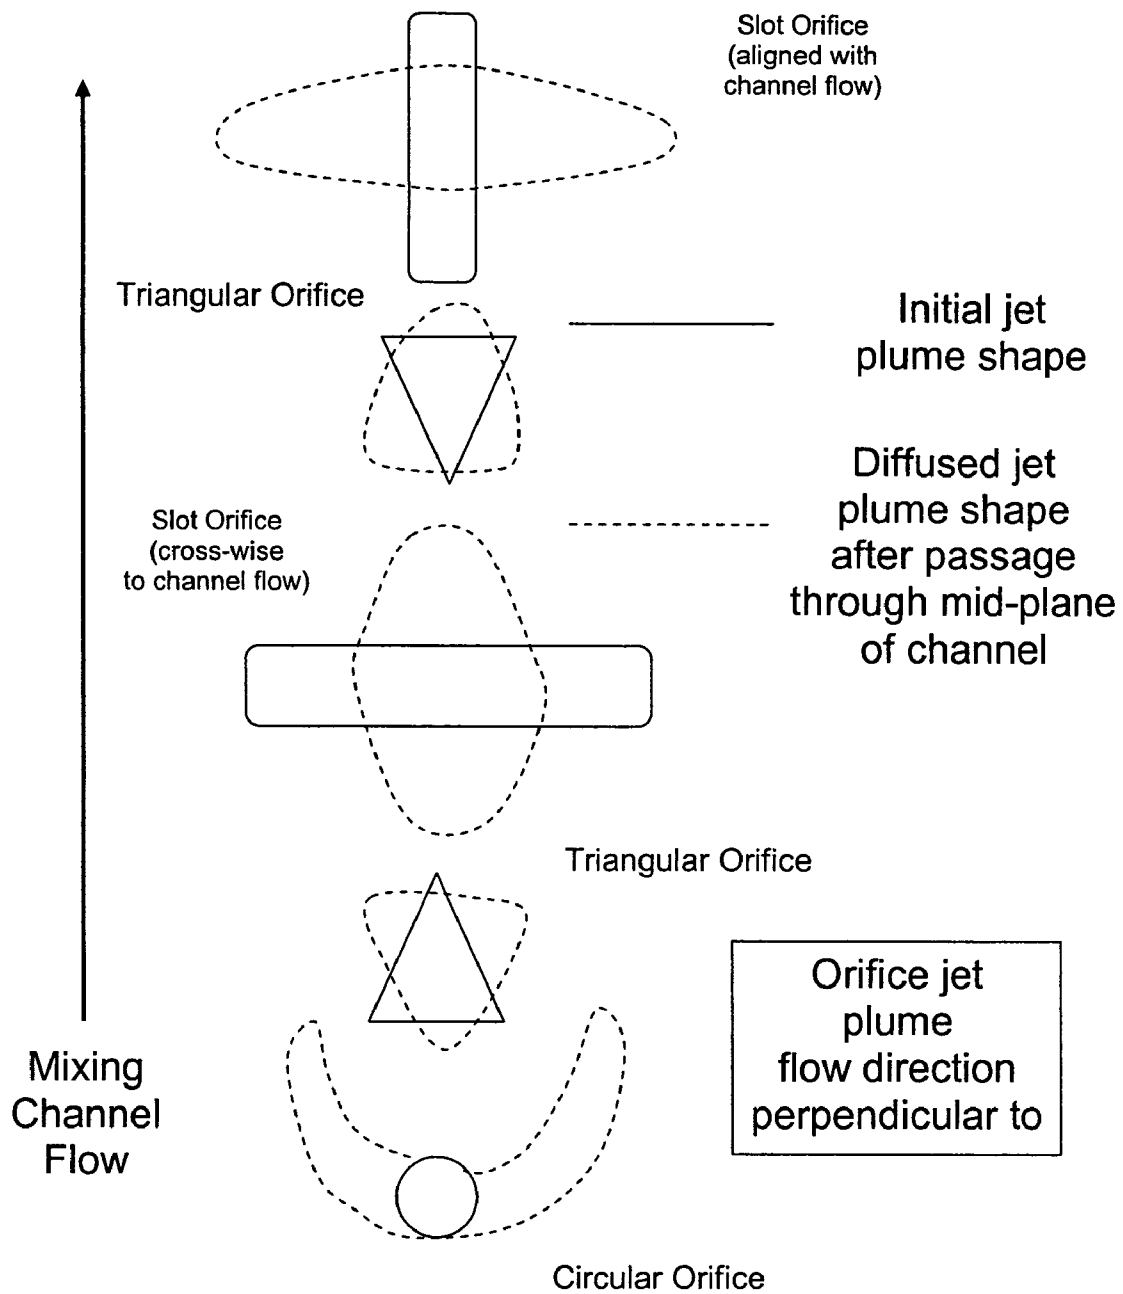 Slot Orifice
(aligned with
channel flow)
Triangular Orifice
Initial jet
plume shape
Diffused jet
plume shape
after passage
through mid-plane
of channel
Slot Orifice
(cross-wise
to channel flow)
Triangular Orifice
Orifice jet
plume
flow direction
perpendicular to
Mixing
Channel
Flow
Circular Orifice